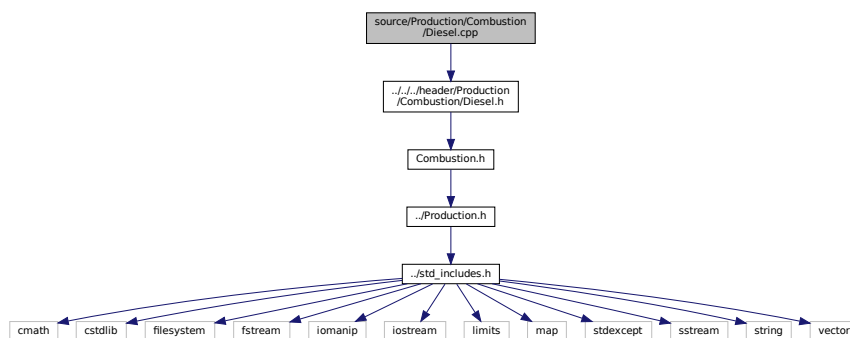 source/Production/Combustion
/Diesel.cpp
../../../header/Production
/Combustion/Diesel.h
Combustion.h
../Production.h
../std_includes.h
cmath cstdlib filesystem fstream iomanip iostream limits map stdexcept sstream string vector